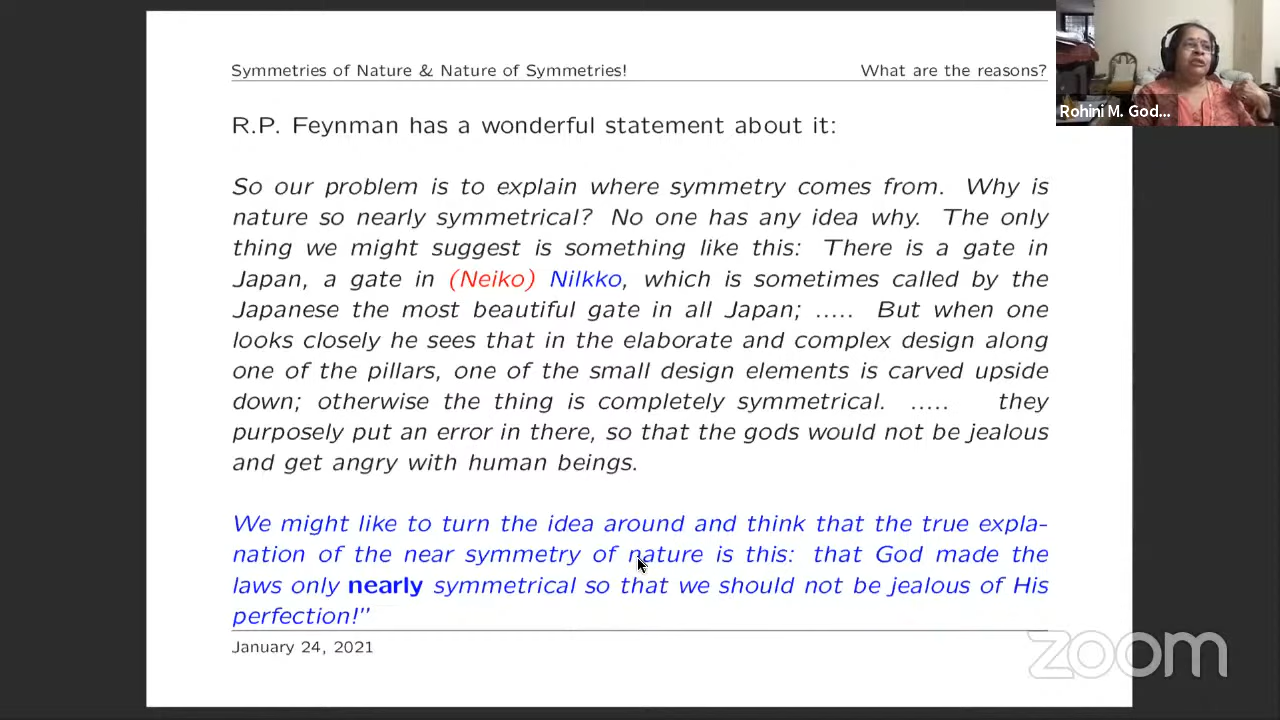 Symmetries of Nature & Nature of Symmetries!
What are the reasons?
Rohini M. God...
R.P. Feynman has a wonderful statement about it:
So our problem is to explain where symmetry comes from. Why is
nature so nearly symmetrical? No one has any idea why. The only
thing we might suggest is something like this: There is a gate in
Japan, a gate in (Neiko) Nilkko, which is sometimes called by the
Japanese the most beautiful gate in all Japan; ..... But when one
looks closely he sees that in the elaborate and complex design along
one of the pillars, one of the small design elements is carved upside
down; otherwise the thing is completely symmetrical. ..... they
purposely put an error in there, so that the gods would not be jealous
and get angry with human beings.
We might like to turn the idea around and think that the true expla-
nation of the near symmetry of nature is this: that God made the
laws only nearly symmetrical so that we should not be jealous of His
perfection!"
January 24, 2021
zoom